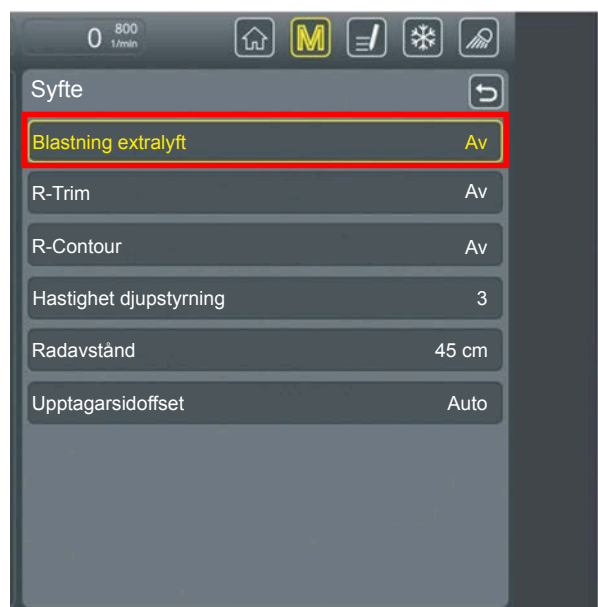 0 800 1/min M
Syfte
Blastning extralyft Av
R-Trim Av
R-Contour Av
Hastighet djupstyrning 3
Radavstånd 45 cm
Upptagarsidoffset Auto